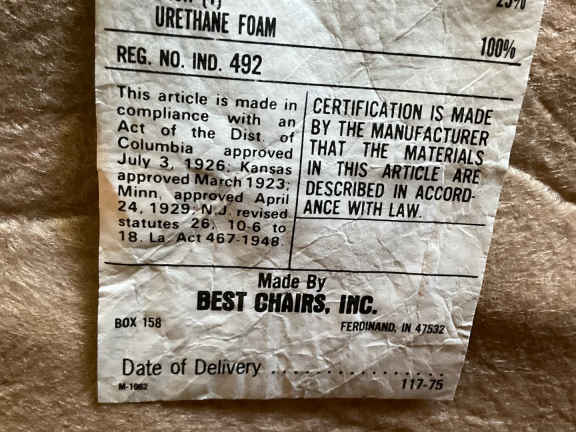 25%
URETHANE FOAM
100%
REG. NO. IND. 492
This article is made in
compliance with an
Act of the Dist. of
Columbia approved
July 3, 1926; Kansas
approved March 1923;
Minn. approved April
24, 1929; N.J. revised
statutes 26, 10-6 to
18. La. Act 467-1948.
CERTIFICATION IS MADE
BY THE MANUFACTURER
THAT THE MATERIALS
IN THIS ARTICLE ARE
DESCRIBED IN ACCORD-
ANCE WITH LAW.
Made By
BEST CHAIRS, INC.
BOX 158
FERDINAND, IN 47532
Date of Delivery ................
M-1062
117-75